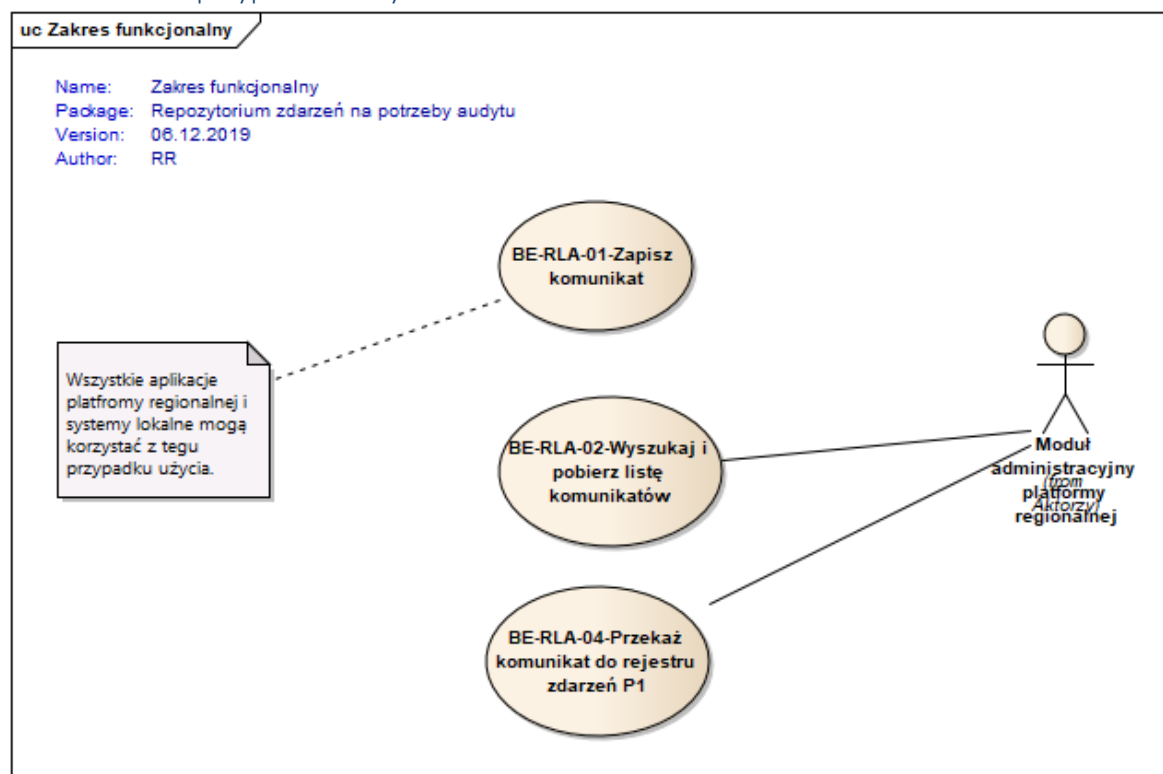 uc Zakres funkcjonalny
Name: Zakres funkcjonalny
Package: Repozytorium zdarzeń na potrzeby audytu
Version: 06.12.2019
Author: RR
BE-RLA-01-Zapisz
komunikat
Wszystkie aplikacje
platfromy regionalnej i
systemy lokalne mogą
korzystać z tegu
przypadku użycia.
BE-RLA-02-Wyszukaj i
pobierz listę
komunikatów
Moduł
administracyjny
platformy
regionalnej
(from
Aktorzy)
BE-RLA-04-Przekaż
komunikat do rejestru
zdarzeń P1